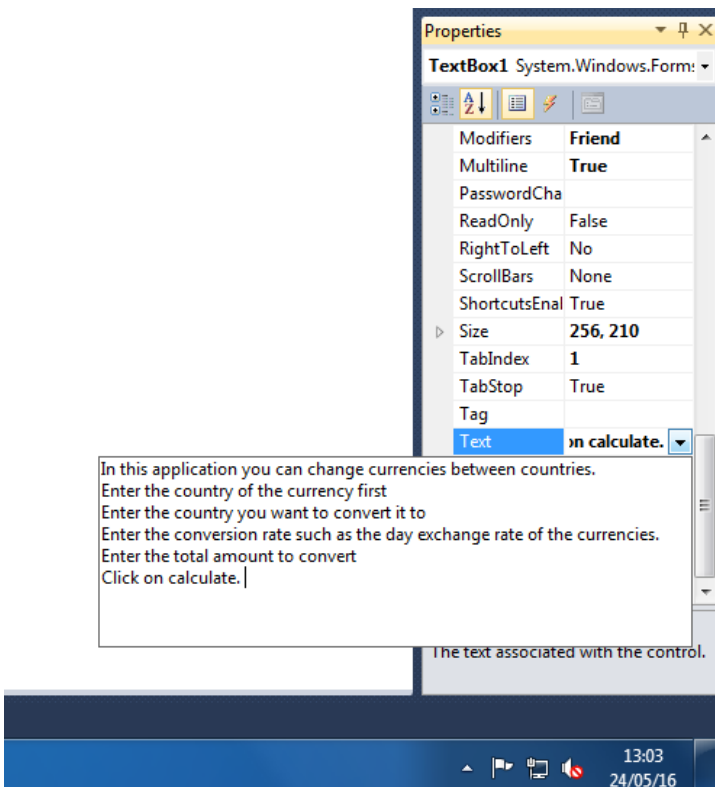 Properties
TextBox1 System.Windows.Form
Modifiers Friend
Multiline True
PasswordCha
ReadOnly False
RightToLeft No
ScrollBars None
ShortcutsEnal True
Size 256, 210
TabIndex 1
TabStop True
Tag
Text on calculate.
In this application you can change currencies between countries.
Enter the country of the currency first
Enter the country you want to convert it to
Enter the conversion rate such as the day exchange rate of the currencies.
Enter the total amount to convert
Click on calculate.
The text associated with the control.
13:03
24/05/16